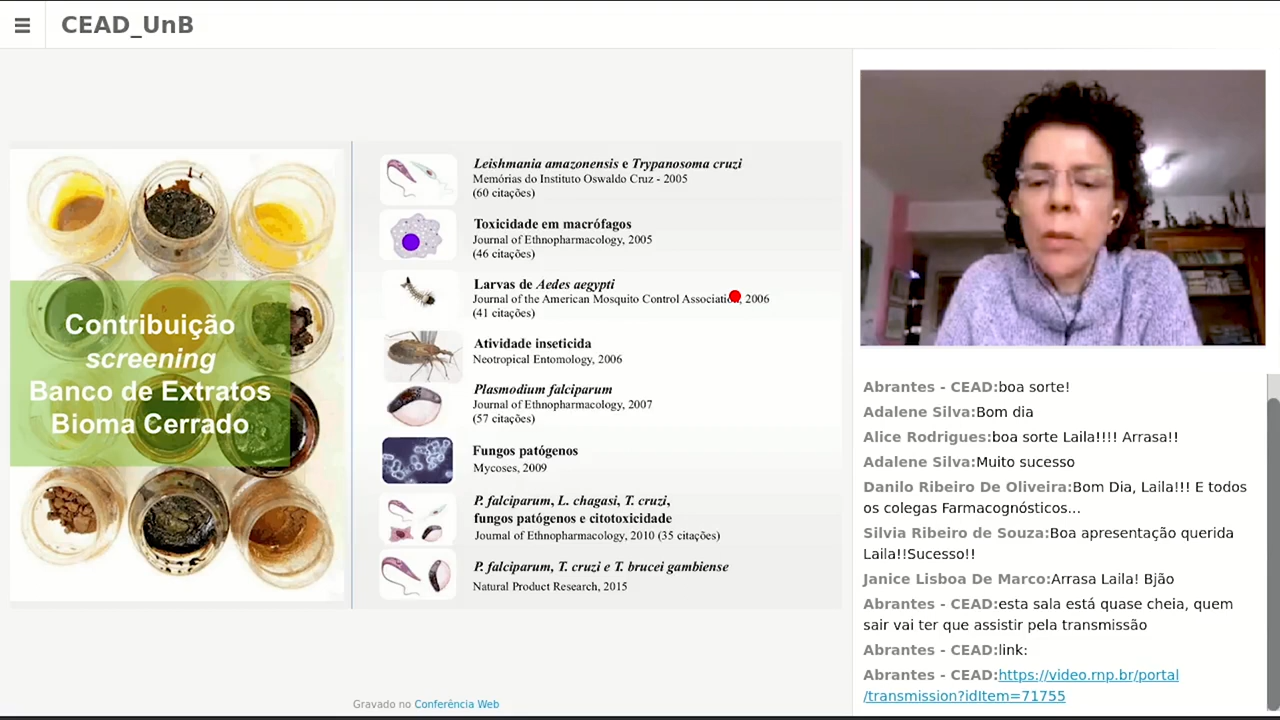 CEAD_UnB
Contribuição
screening
Banco de Extratos
Bioma Cerrado
Leishmania amazonensis e Trypanosoma cruzi
Memórias do Instituto Oswaldo Cruz - 2005
(60 citações)
Toxicidade em macrófagos
Journal of Ethnopharmacology, 2005
(46 citações)
Larvas de Aedes aegypti
Journal of the American Mosquito Control Association, 2006
(41 citações)
Atividade inseticida
Neotropical Entomology, 2006
Plasmodium falciparum
Journal of Ethnopharmacology, 2007
(57 citações)
Fungos patógenos
Mycoses, 2009
P. falciparum, L. chagasi, T. cruzi,
fungos patógenos e citotoxicidade
Journal of Ethnopharmacology, 2010 (35 citações)
P. falciparum, T. cruzi e T. brucei gambiense
Natural Product Research, 2015
Gravado no Conferência Web
Abrantes - CEAD:boa sorte!
Adalene Silva:Bom dia
Alice Rodrigues:boa sorte Laila!!!! Arrasa!!
Adalene Silva:Muito sucesso
Danilo Ribeiro De Oliveira:Bom Dia, Laila!!! E todos
os colegas Farmacognósticos...
Silvia Ribeiro de Souza:Boa apresentação querida
Laila!!Sucesso!!
Janice Lisboa De Marco:Arrasa Laila! Bjão
Abrantes - CEAD:esta sala está quase cheia, quem
sair vai ter que assistir pela transmissão
Abrantes - CEAD:link:
Abrantes - CEAD:https://video.rnp.br/portal
/transmission?idItem=71755